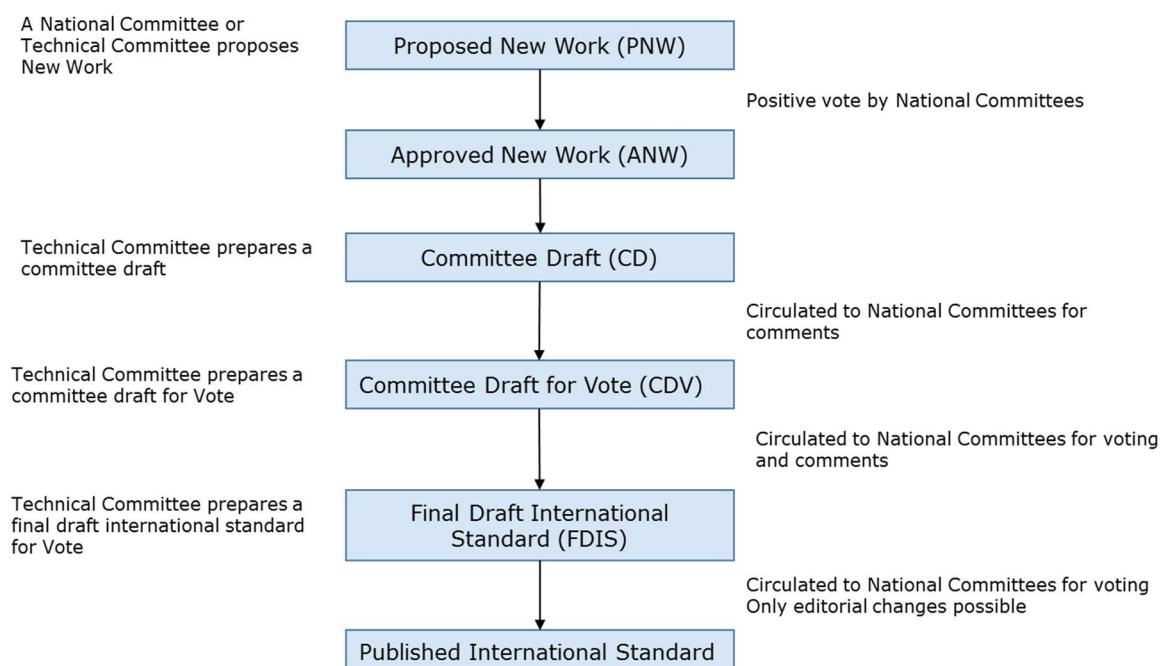 A National Committee or
Technical Committee proposes
New Work
Proposed New Work (PNW)
Positive vote by National Committees
Approved New Work (ANW)
Technical Committee prepares a
committee draft
Committee Draft (CD)
Circulated to National Committees for
comments
Technical Committee prepares a
committee draft for Vote
Committee Draft for Vote (CDV)
Circulated to National Committees for voting
and comments
Technical Committee prepares a
final draft international standard
for Vote
Final Draft International
Standard (FDIS)
Circulated to National Committees for voting
Only editorial changes possible
Published International Standard